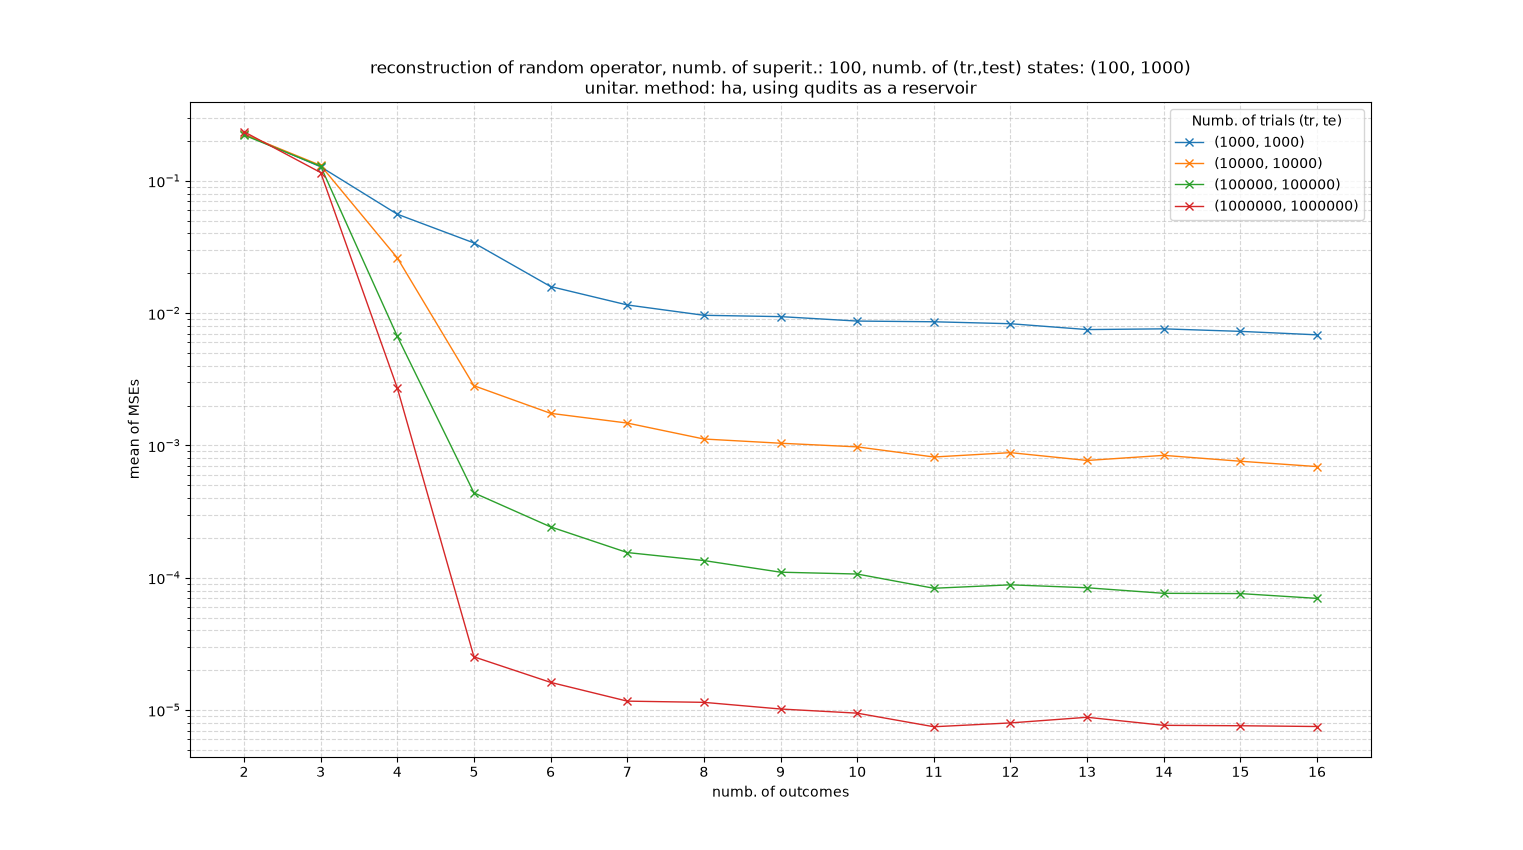 reconstruction of random operator, numb. of superit.: 100, numb. of (tr.,test) states: (100, 1000)
unitar. method: ha, using qudits as a reservoir
Numb. of trials (tr, te)
(1000, 1000)
(10000, 10000)
(100000, 100000)
(1000000, 1000000)
10⁻¹
10⁻²
10⁻³
10⁻⁴
10⁻⁵
mean of MSEs
2 3 4 5 6 7 8 9 10 11 12 13 14 15 16
numb. of outcomes